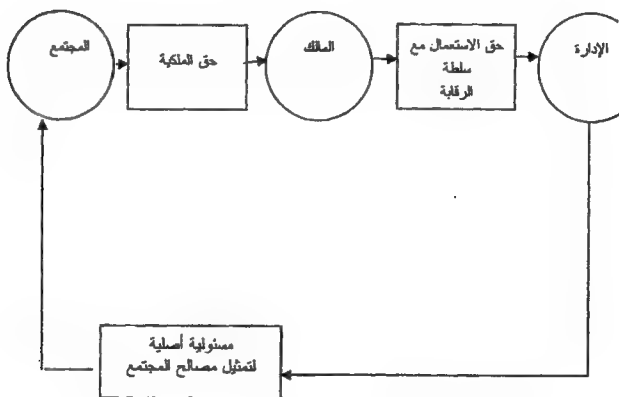 المجتمع
حق الملكية
المالك
حق الاستعمال مع
سلطة
الرقابة
الإدارة
مسئولية أصلية
لتمثيل مصالح المجتمع